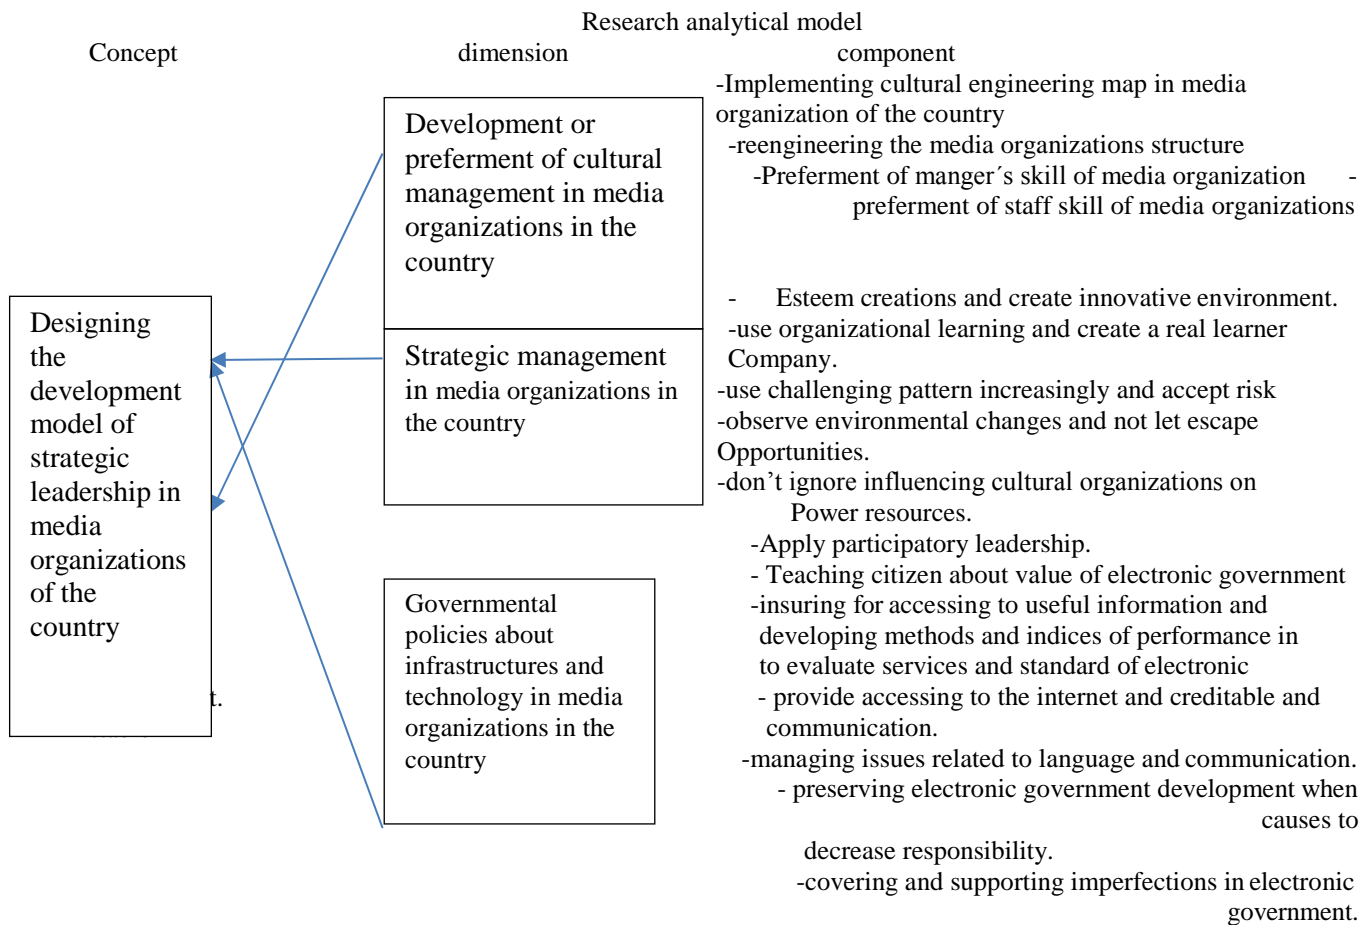 Research analytical model
Concept dimension component
Designing
the
development
model of
strategic
leadership in
media
organizations
of the
country
t.
Development or
preferment of cultural
management in media
organizations in the
country
Strategic management
in media organizations in
the country
Governmental
policies about
infrastructures and
technology in media
organizations in the
country
-Implementing cultural engineering map in media
organization of the country
-reengineering the media organizations structure
-Preferment of manger´s skill of media organization -
preferment of staff skill of media organizations
- Esteem creations and create innovative environment.
-use organizational learning and create a real learner
Company.
-use challenging pattern increasingly and accept risk
-observe environmental changes and not let escape
Opportunities.
-don’t ignore influencing cultural organizations on
Power resources.
-Apply participatory leadership.
- Teaching citizen about value of electronic government
-insuring for accessing to useful information and
developing methods and indices of performance in
to evaluate services and standard of electronic
- provide accessing to the internet and creditable and
communication.
-managing issues related to language and communication.
- preserving electronic government development when
causes to
decrease responsibility.
-covering and supporting imperfections in electronic
government.